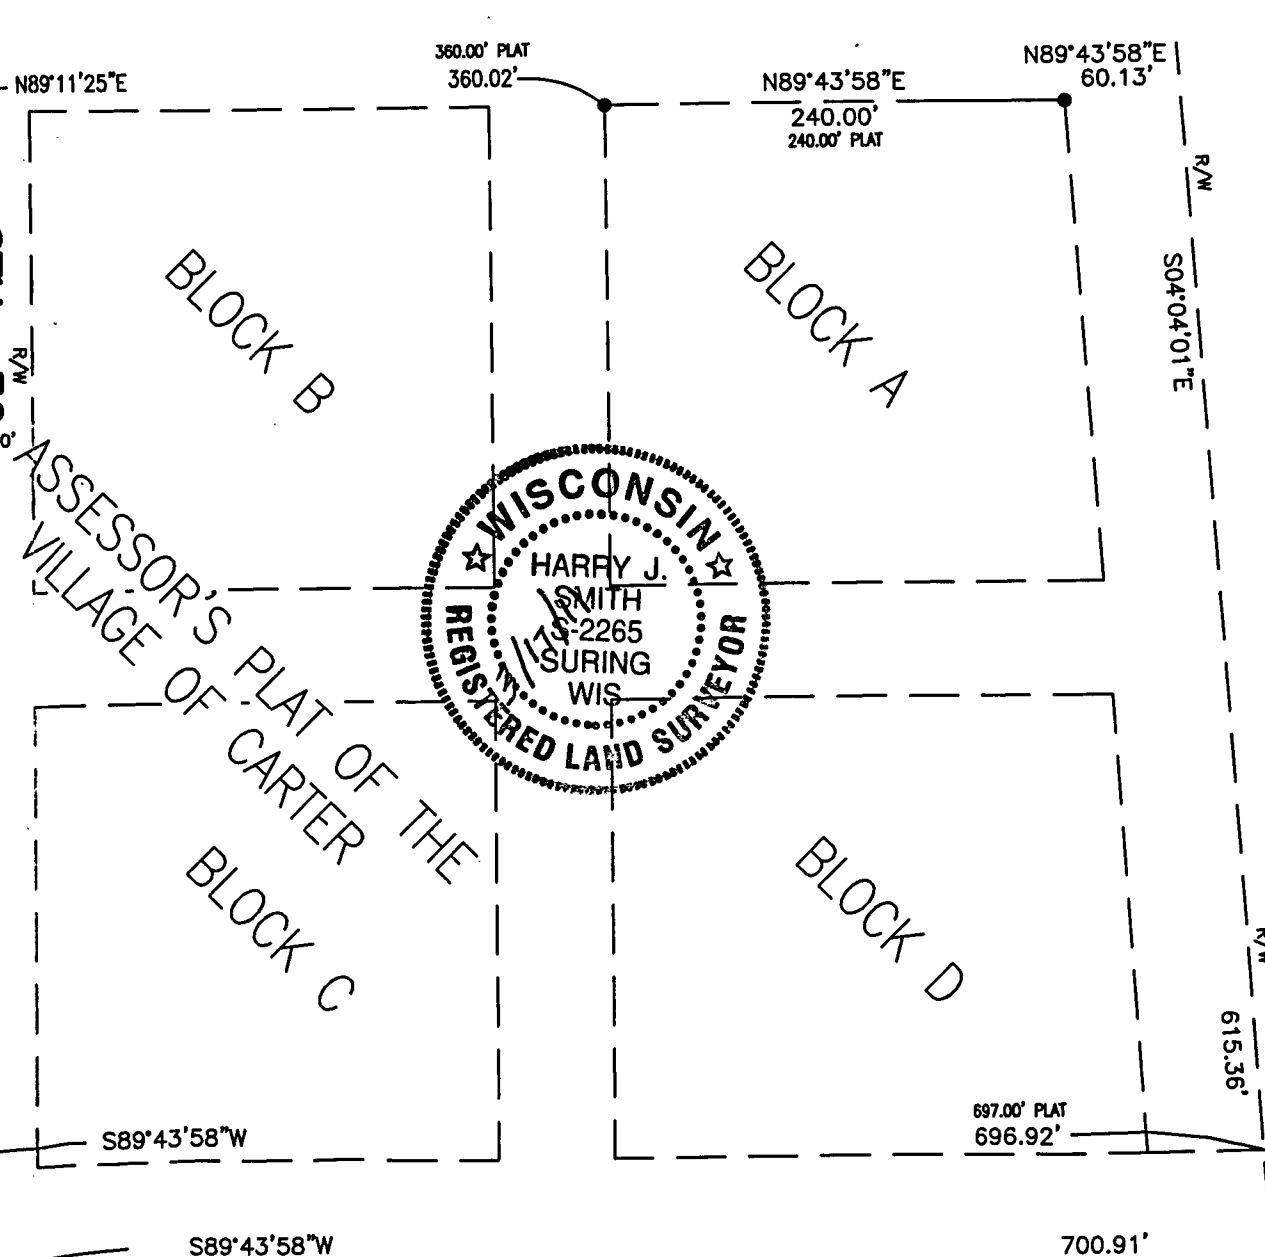 360.00' PLAT
360.02'
N89°11'25"E
N89°43'58"E
240.00'
240.00' PLAT
N89°43'58"E
60.13'
R/W
S04°04'01"E
BLOCK B
BLOCK A
R/W
0'
ASSESSOR'S PLAT OF THE
VILLAGE OF CARTER
WISCONSIN
HARRY J.
SMITH
S-2265
SURING
WIS
REGISTERED LAND SURVEYOR
BLOCK C
BLOCK D
R/W
615.36'
697.00' PLAT
696.92'
S89°43'58"W
S89°43'58"W
700.91'